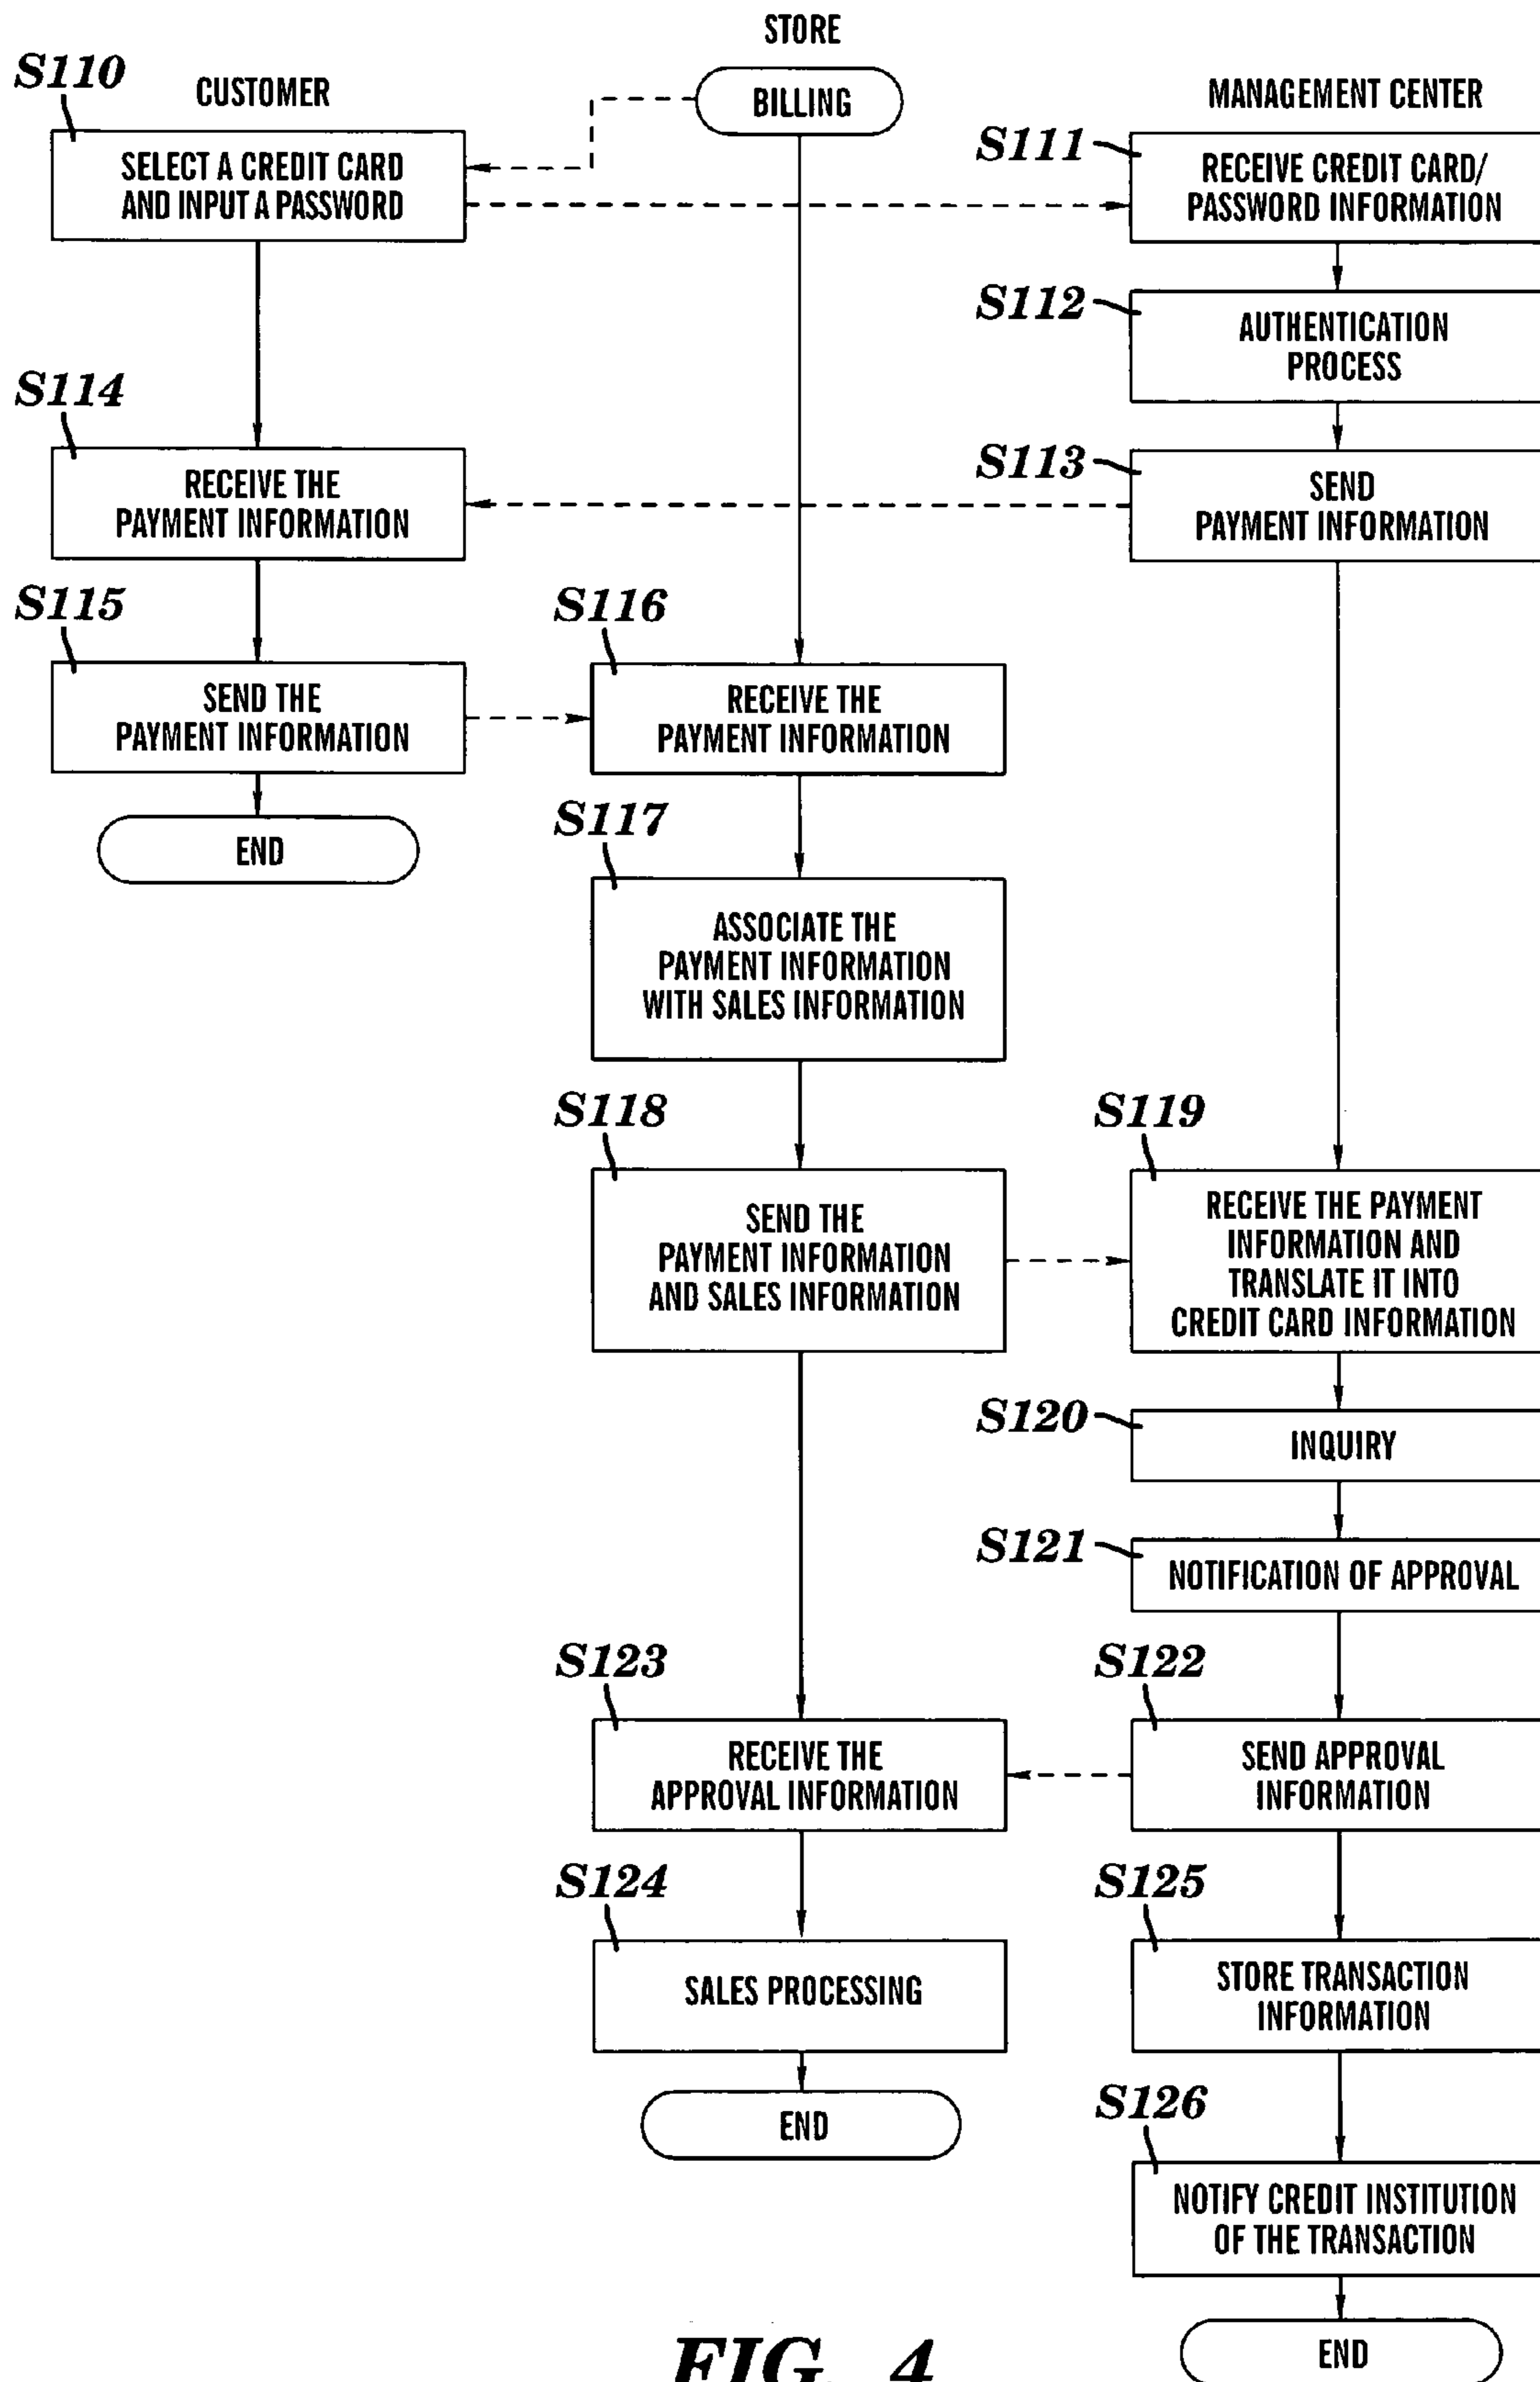 STORE
S110
CUSTOMER
BILLING
MANAGEMENT CENTER
SELECT A CREDIT CARD
AND INPUT A PASSWORD
S111
RECEIVE CREDIT CARD/
PASSWORD INFORMATION
S112
AUTHENTICATION
PROCESS
S114
RECEIVE THE
PAYMENT INFORMATION
S113
SEND
PAYMENT INFORMATION
S115
SEND THE
PAYMENT INFORMATION
S116
RECEIVE THE
PAYMENT INFORMATION
END
S117
ASSOCIATE THE
PAYMENT INFORMATION
WITH SALES INFORMATION
S118
SEND THE
PAYMENT INFORMATION
AND SALES INFORMATION
S119
RECEIVE THE PAYMENT
INFORMATION AND
TRANSLATE IT INTO
CREDIT CARD INFORMATION
S120
INQUIRY
S121
NOTIFICATION OF APPROVAL
S123
RECEIVE THE
APPROVAL INFORMATION
S122
SEND APPROVAL
INFORMATION
S124
SALES PROCESSING
S125
STORE TRANSACTION
INFORMATION
END
S126
NOTIFY CREDIT INSTITUTION
OF THE TRANSACTION
END
FIG. 4